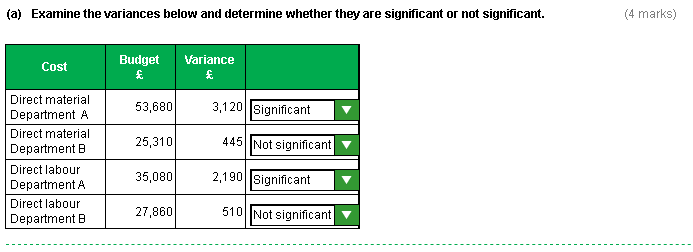 (a) Examine the variances below and determine whether they are significant or not significant. (4 marks)
Cost Budget £ Variance £
Direct material Department A 53,680 3,120 Significant
Direct material Department B 25,310 445 Not significant
Direct labour Department A 35,080 2,190 Significant
Direct labour Department B 27,860 510 Not significant